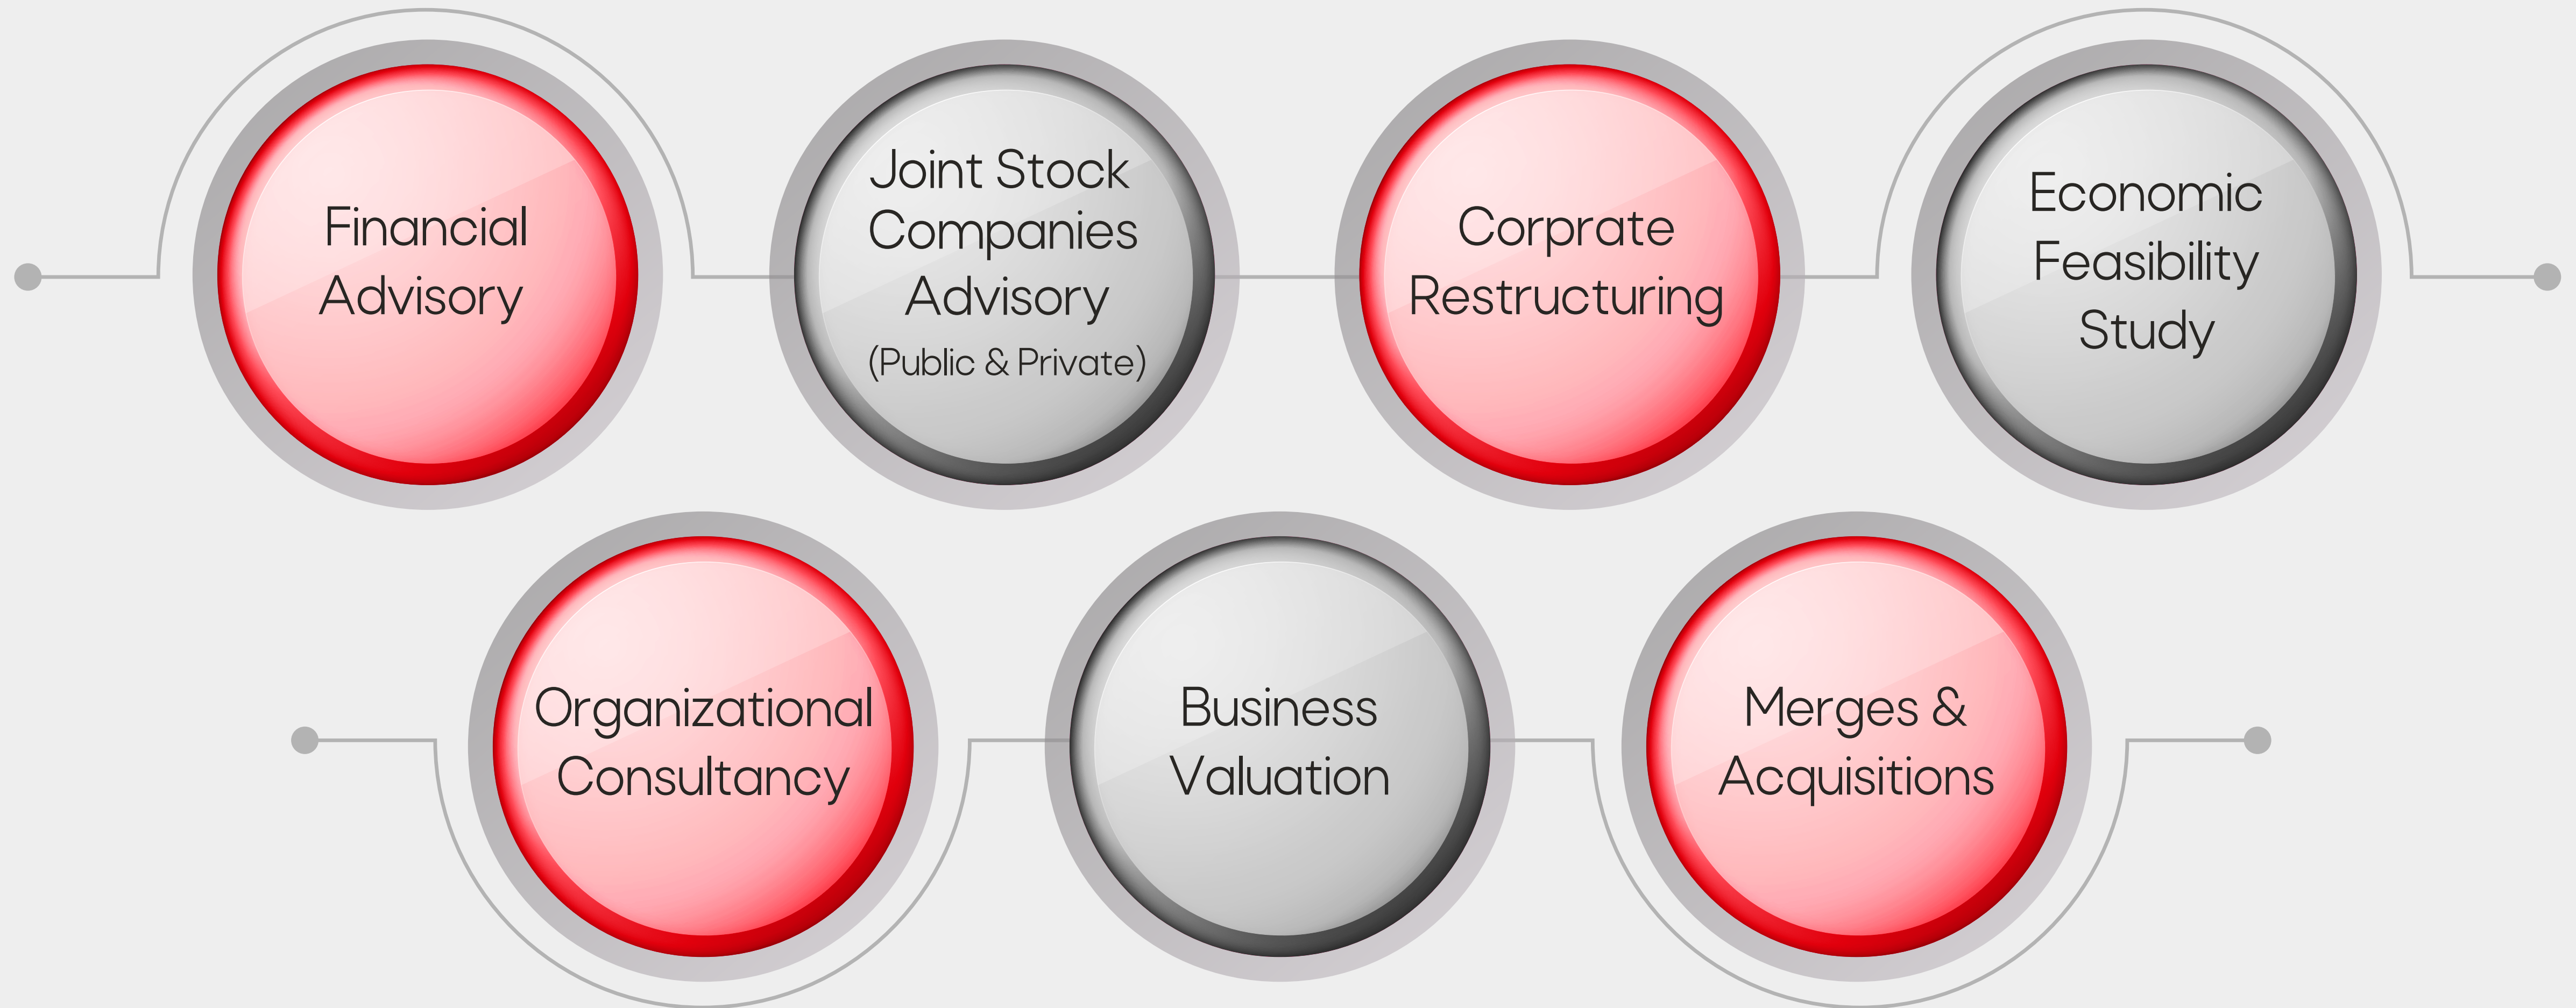 Financial
Advisory
Joint Stock
Companies
Advisory
(Public & Private)
Corprate
Restructuring
Economic
Feasibility
Study
Organizational
Consultancy
Business
Valuation
Merges &
Acquisitions